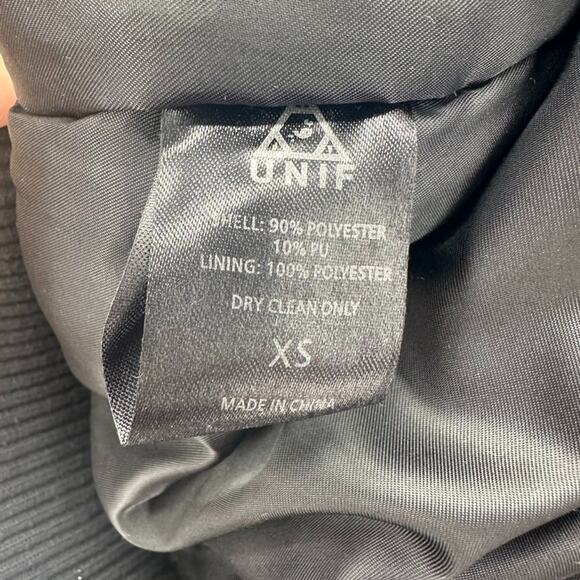 UNIF
SHELL: 90% POLYESTER
10% PU
LINING: 100% POLYESTER
DRY CLEAN ONLY
XS
MADE IN CHINA